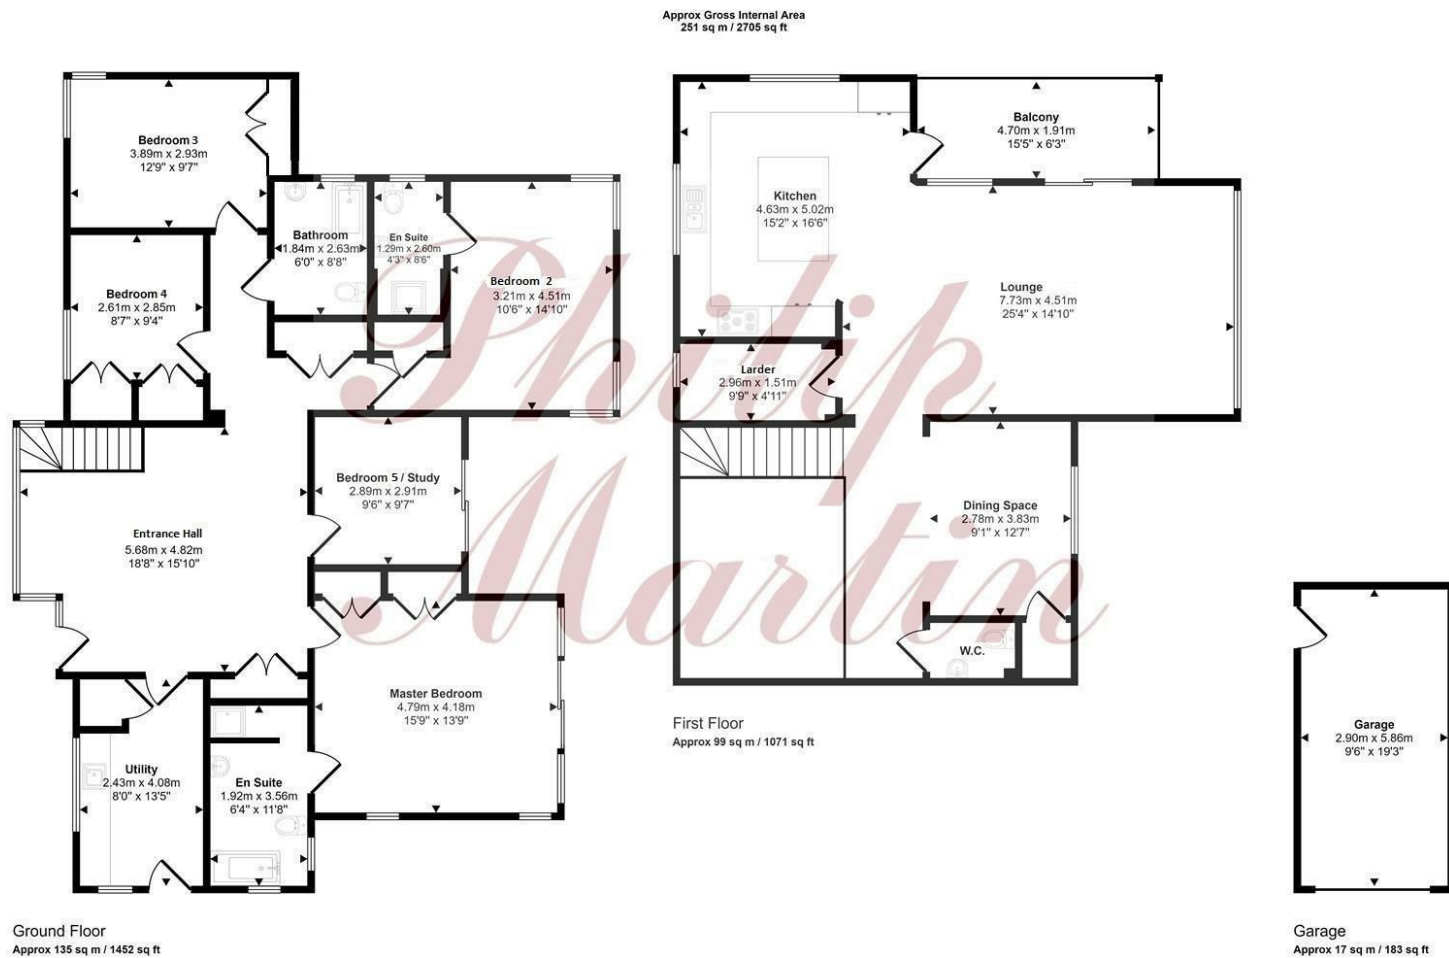 Approx Gross Internal Area
251 sq m / 2705 sq ft
Bedroom 3
3.89m x 2.93m
12'9" x 9'7"
Bedroom 4
2.61m x 2.85m
8'7" x 9'4"
Bathroom
1.84m x 2.63m
6'0" x 8'8"
En Suite
1.29m x 2.60m
4'3" x 8'6"
Bedroom 2
3.21m x 4.51m
10'6" x 14'10"
Bedroom 5 / Study
2.89m x 2.91m
9'6" x 9'7"
Entrance Hall
5.68m x 4.82m
18'8" x 15'10"
Master Bedroom
4.79m x 4.18m
15'9" x 13'9"
Utility
2.43m x 4.08m
8'0" x 13'5"
En Suite
1.92m x 3.56m
6'4" x 11'8"
Ground Floor
Approx 135 sq m / 1452 sq ft
Balcony
4.70m x 1.91m
15'5" x 6'3"
Kitchen
4.63m x 5.02m
15'2" x 16'6"
Lounge
7.73m x 4.51m
25'4" x 14'10"
Larder
2.96m x 1.51m
9'9" x 4'11"
Dining Space
2.78m x 3.83m
9'1" x 12'7"
W.C.
First Floor
Approx 99 sq m / 1071 sq ft
Garage
2.90m x 5.86m
9'6" x 19'3"
Garage
Approx 17 sq m / 183 sq ft
Philip
Martin